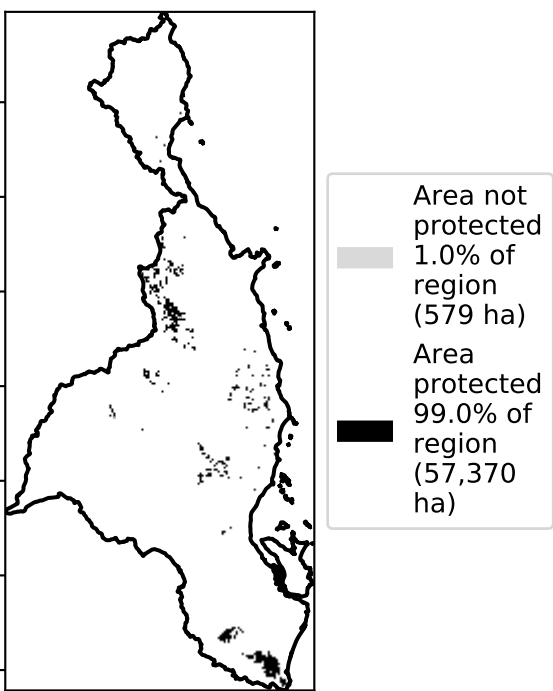 Area not
protected
1.0% of
region
(579 ha)
Area
protected
99.0% of
region
(57,370
ha)